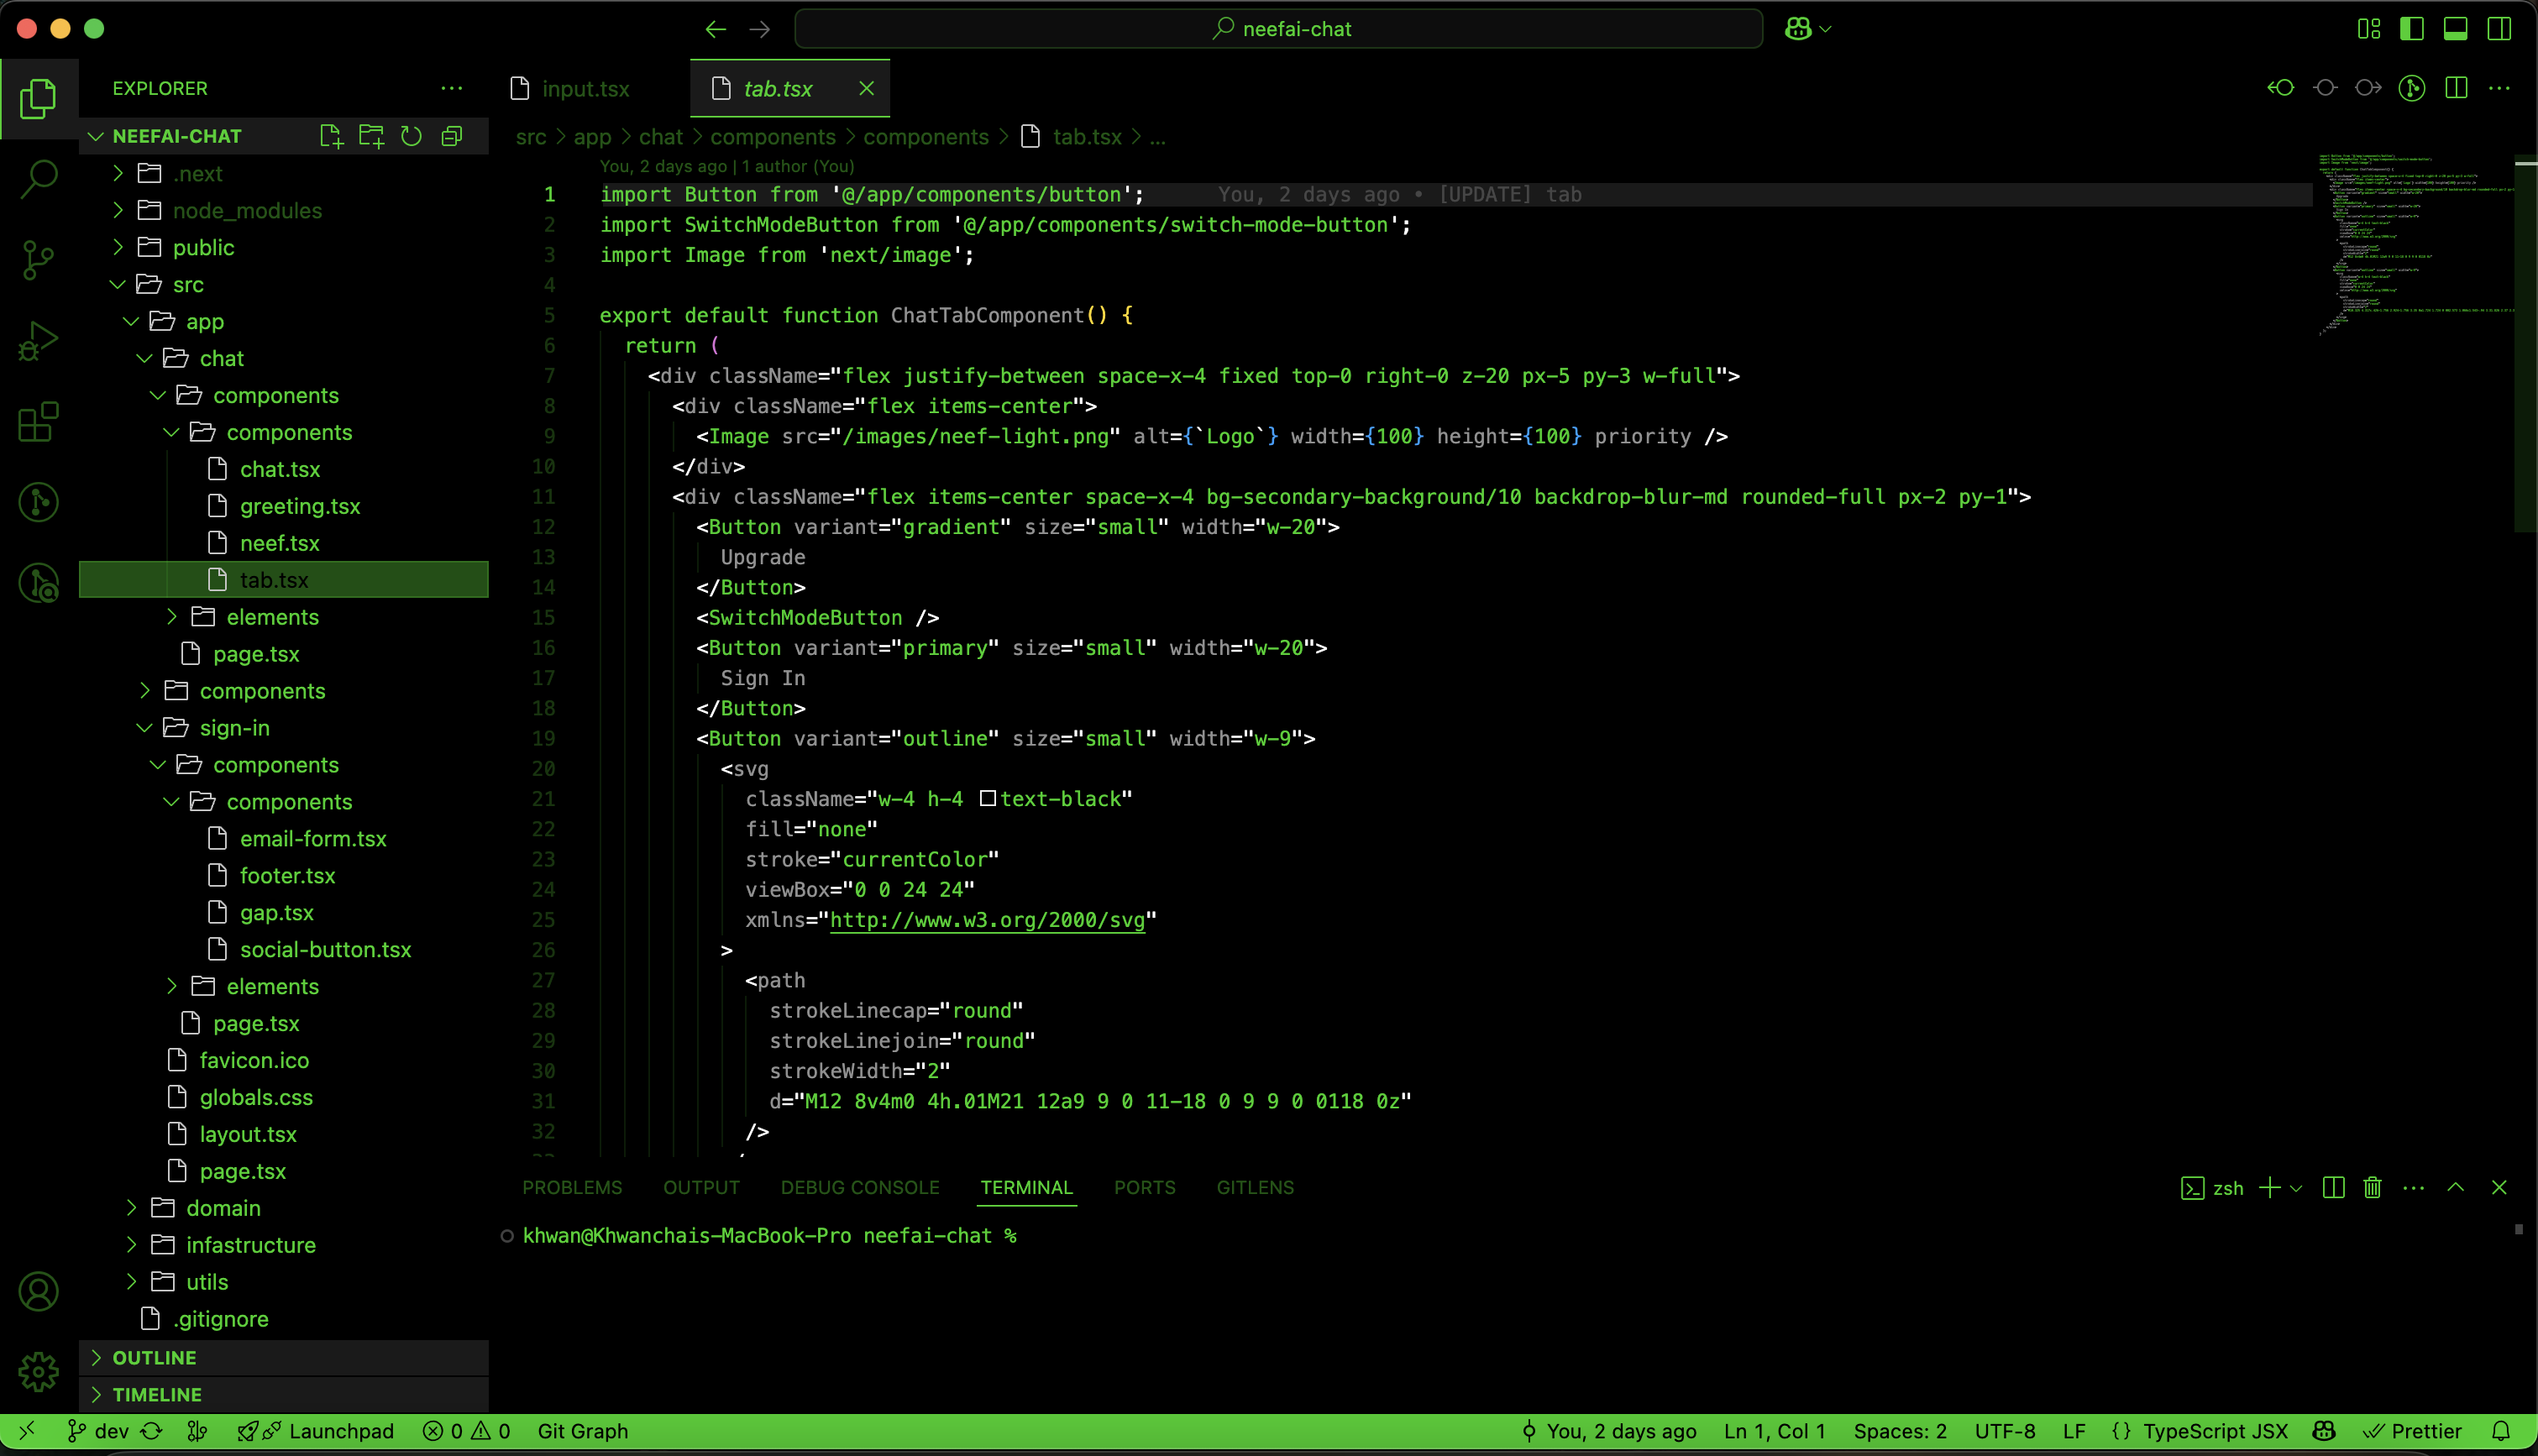 neefai-chat
EXPLORER
NEEFAI-CHAT
.next
node_modules
public
src
app
chat
components
components
chat.tsx
greeting.tsx
neef.tsx
tab.tsx
elements
page.tsx
components
sign-in
components
components
email-form.tsx
footer.tsx
gap.tsx
social-button.tsx
elements
page.tsx
favicon.ico
globals.css
layout.tsx
page.tsx
domain
infastructure
utils
.gitignore
OUTLINE
TIMELINE
input.tsx
tab.tsx
src > app > chat > components > components > tab.tsx > ...
You, 2 days ago | 1 author (You)
1 import Button from '@/app/components/button'; You, 2 days ago • [UPDATE] tab
2 import SwitchModeButton from '@/app/components/switch-mode-button';
3 import Image from 'next/image';
4
5 export default function ChatTabComponent() {
6 return (
7 <div className="flex justify-between space-x-4 fixed top-0 right-0 z-20 px-5 py-3 w-full">
8 <div className="flex items-center">
9 <Image src="/images/neef-light.png" alt={`Logo`} width={100} height={100} priority />
10 </div>
11 <div className="flex items-center space-x-4 bg-secondary-background/10 backdrop-blur-md rounded-full px-2 py-1">
12 <Button variant="gradient" size="small" width="w-20">
13 Upgrade
14 </Button>
15 <SwitchModeButton />
16 <Button variant="primary" size="small" width="w-20">
17 Sign In
18 </Button>
19 <Button variant="outline" size="small" width="w-9">
20 <svg
21 className="w-4 h-4 text-black"
22 fill="none"
23 stroke="currentColor"
24 viewBox="0 0 24 24"
25 xmlns="http://www.w3.org/2000/svg"
26 >
27 <path
28 strokeLinecap="round"
29 strokeLinejoin="round"
30 strokeWidth="2"
31 d="M12 8v4m0 4h.01M21 12a9 9 0 11-18 0 9 9 0 0118 0z"
32 />
PROBLEMS OUTPUT DEBUG CONSOLE TERMINAL PORTS GITLENS
zsh
khwan@Khwanchais-MacBook-Pro neefai-chat %
dev Launchpad 0 0 Git Graph You, 2 days ago Ln 1, Col 1 Spaces: 2 UTF-8 LF {} TypeScript JSX Prettier